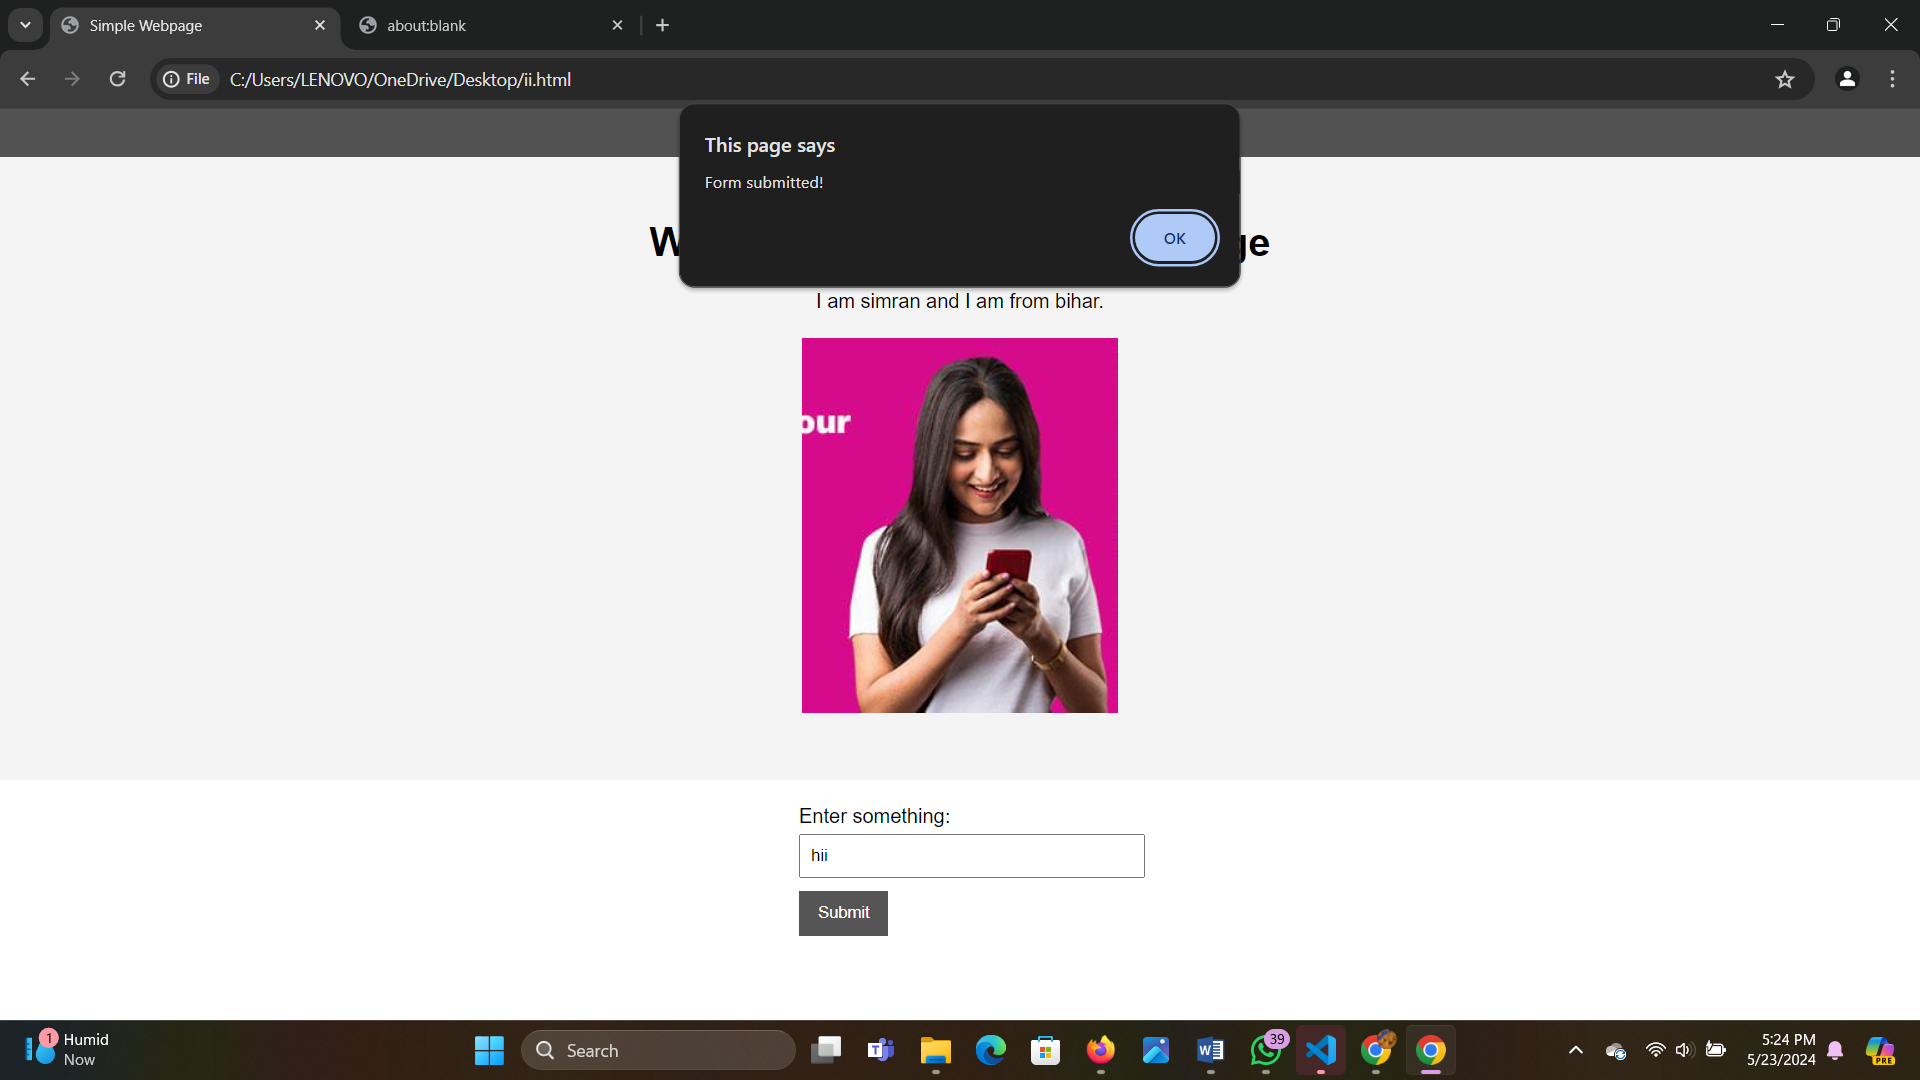 Simple Webpage
about:blank
File
C:/Users/LENOVO/OneDrive/Desktop/ii.html
This page says
Form submitted!
OK
I am simran and I am from bihar.
our
Enter something:
hii
Submit
1
Humid
Now
Search
39
5:24 PM
5/23/2024
PRE